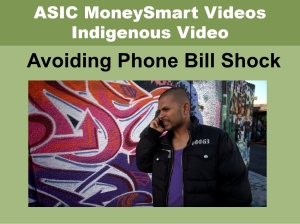 ASIC MoneySmart Videos
Indigenous Video
Avoiding Phone Bill Shock